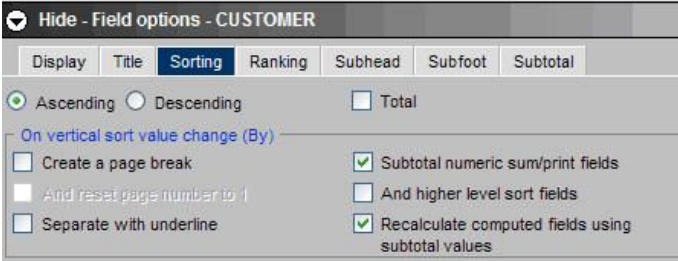 Hide - Field options - CUSTOMER
Display Title Sorting Ranking Subhead Subfoot Subtotal
Ascending Descending Total
On vertical sort value change (By)
Create a page break Subtotal numeric sum/print fields
And reset page number to 1 And higher level sort fields
Separate with underline Recalculate computed fields using
subtotal values